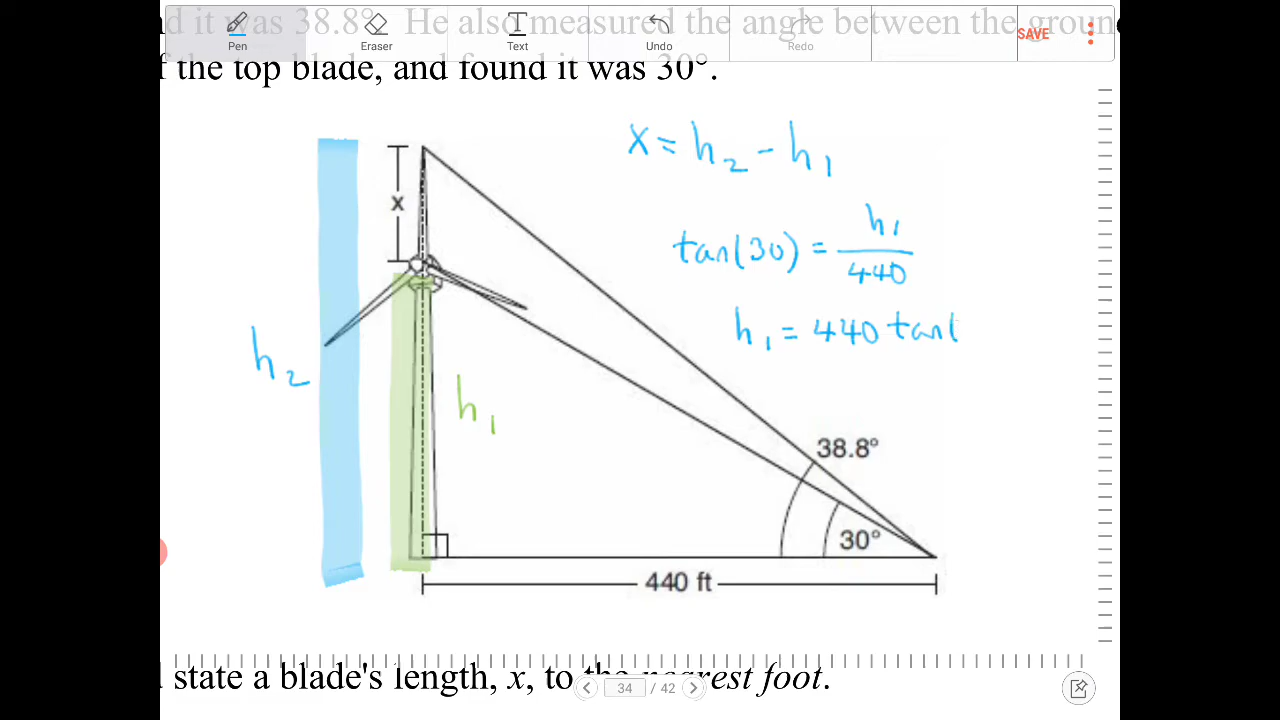 d it was 38.8°. He also measured the angle between the groun
Pen Eraser Text Undo Redo SAVE
f the top blade, and found it was 30°.
x = h2 - h1
x
tan(30) = h1/440
h1 = 440 tan(
h2
h1
38.8°
30°
440 ft
d state a blade's length, x, to the nearest foot.
34 / 42